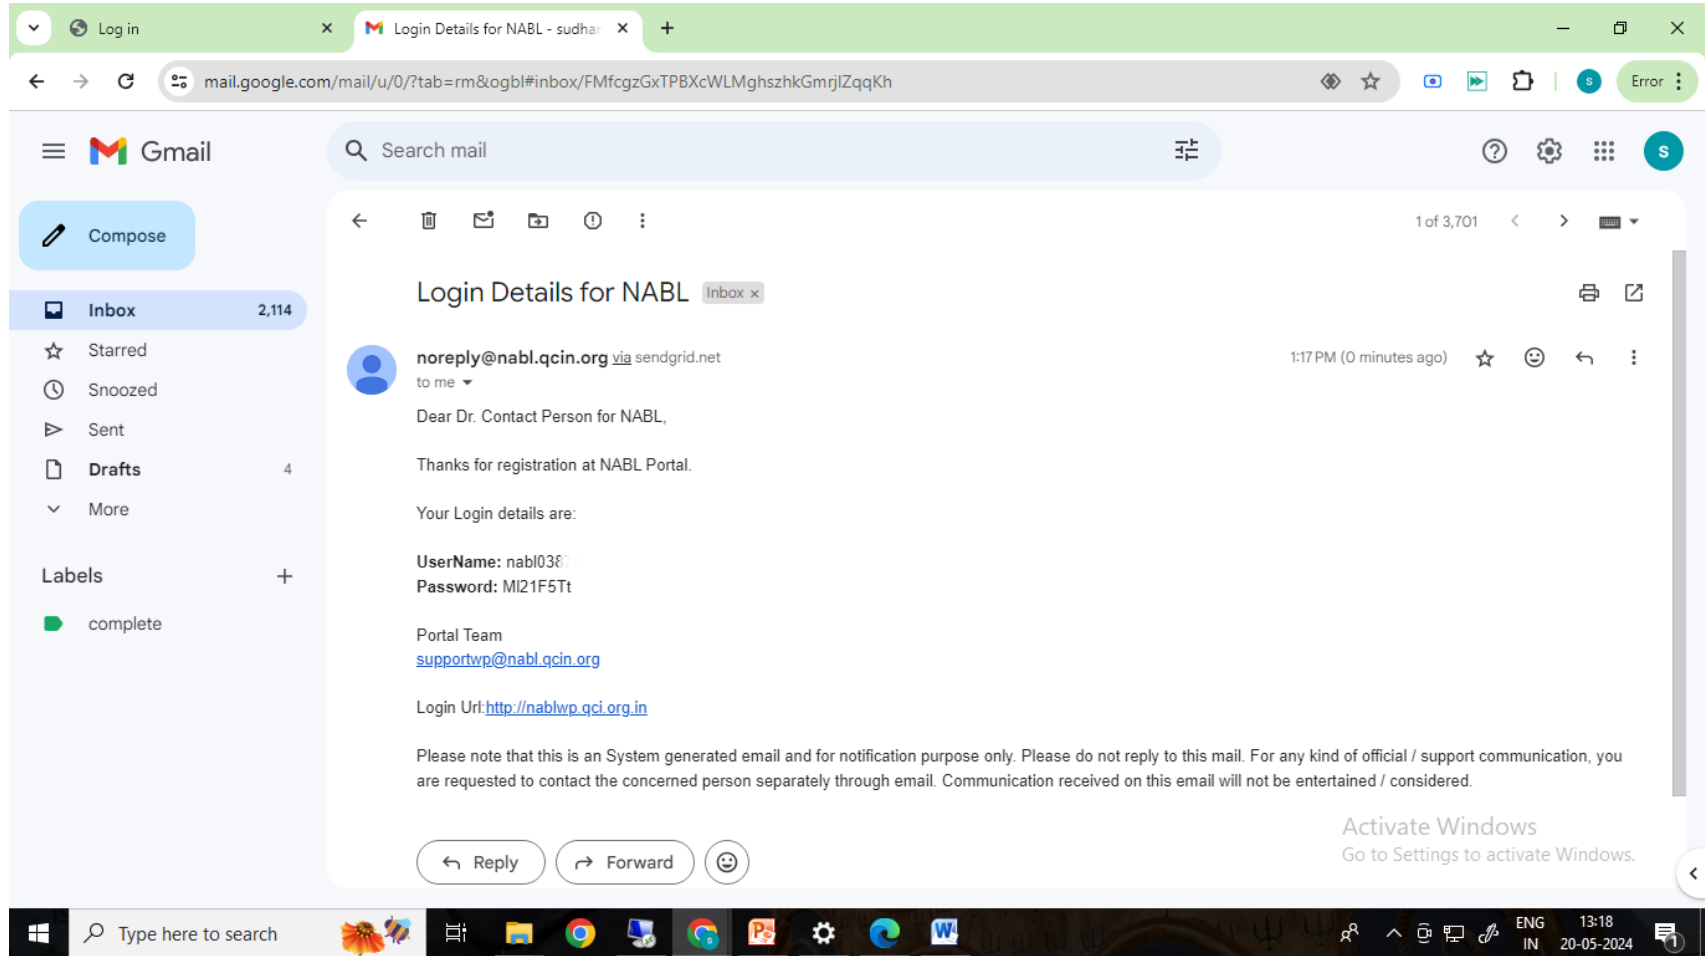 Log in
Login Details for NABL - sudhar
mail.google.com/mail/u/0/?tab=rm&ogbl#inbox/FMfcgzGxTPBXcWLMghszhkGmrjlZqqKh
s
Error
Gmail
Search mail
s
Compose
1 of 3,701
Login Details for NABL Inbox x
Inbox 2,114
Starred
Snoozed
Sent
Drafts 4
More
Labels
complete
noreply@nabl.qcin.org via sendgrid.net
1:17 PM (0 minutes ago)
to me
Dear Dr. Contact Person for NABL,
Thanks for registration at NABL Portal.
Your Login details are:
UserName: nabl038
Password: Ml21F5Tt
Portal Team
supportwp@nabl.qcin.org
Login Url:http://nablwp.qci.org.in
Please note that this is an System generated email and for notification purpose only. Please do not reply to this mail. For any kind of official / support communication, you
are requested to contact the concerned person separately through email. Communication received on this email will not be entertained / considered.
Reply
Forward
Activate Windows
Go to Settings to activate Windows.
Type here to search
ENG
IN
13:18
20-05-2024
1